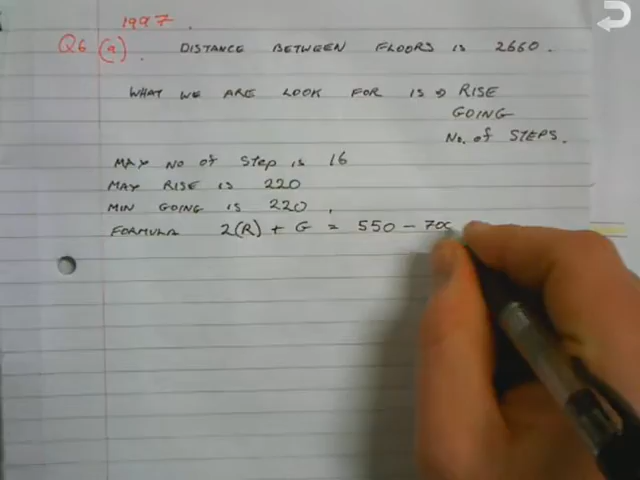 1997.
Q6 (a). DISTANCE BETWEEN FLOORS IS 2660.
WHAT WE ARE LOOK FOR IS → RISE
GOING
No. of STEPS.
MAX NO of STEP IS 16
MAX RISE IS 220
MIN GOING IS 220.
FORMULA 2(R) + G = 550 - 700